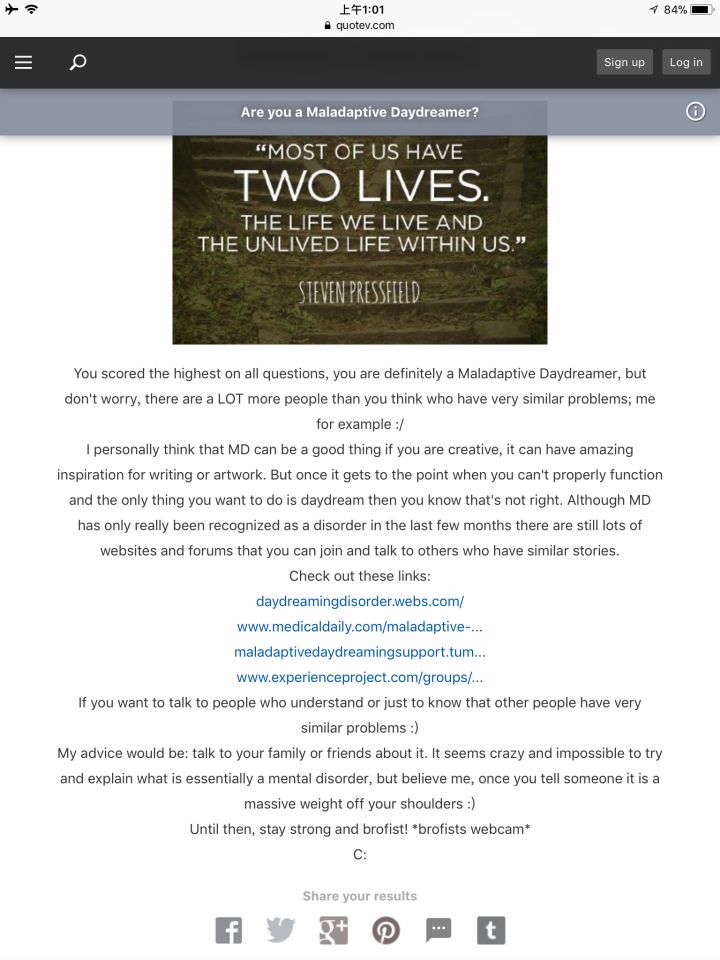 上午1:01
84%
quotev.com
Sign up
Log in
Are you a Maladaptive Daydreamer?
“MOST OF US HAVE
TWO LIVES.
THE LIFE WE LIVE AND
THE UNLIVED LIFE WITHIN US.”
STEVEN PRESSFIELD
You scored the highest on all questions, you are definitely a Maladaptive Daydreamer, but
don't worry, there are a LOT more people than you think who have very similar problems; me
for example :/
I personally think that MD can be a good thing if you are creative, it can have amazing
inspiration for writing or artwork. But once it gets to the point when you can't properly function
and the only thing you want to do is daydream then you know that's not right. Although MD
has only really been recognized as a disorder in the last few months there are still lots of
websites and forums that you can join and talk to others who have similar stories.
Check out these links:
daydreamingdisorder.webs.com/
www.medicaldaily.com/maladaptive-...
maladaptivedaydreamingsupport.tum...
www.experienceproject.com/groups/...
If you want to talk to people who understand or just to know that other people have very
similar problems :)
My advice would be: talk to your family or friends about it. It seems crazy and impossible to try
and explain what is essentially a mental disorder, but believe me, once you tell someone it is a
massive weight off your shoulders :)
Until then, stay strong and brofist! *brofists webcam*
C:
Share your results